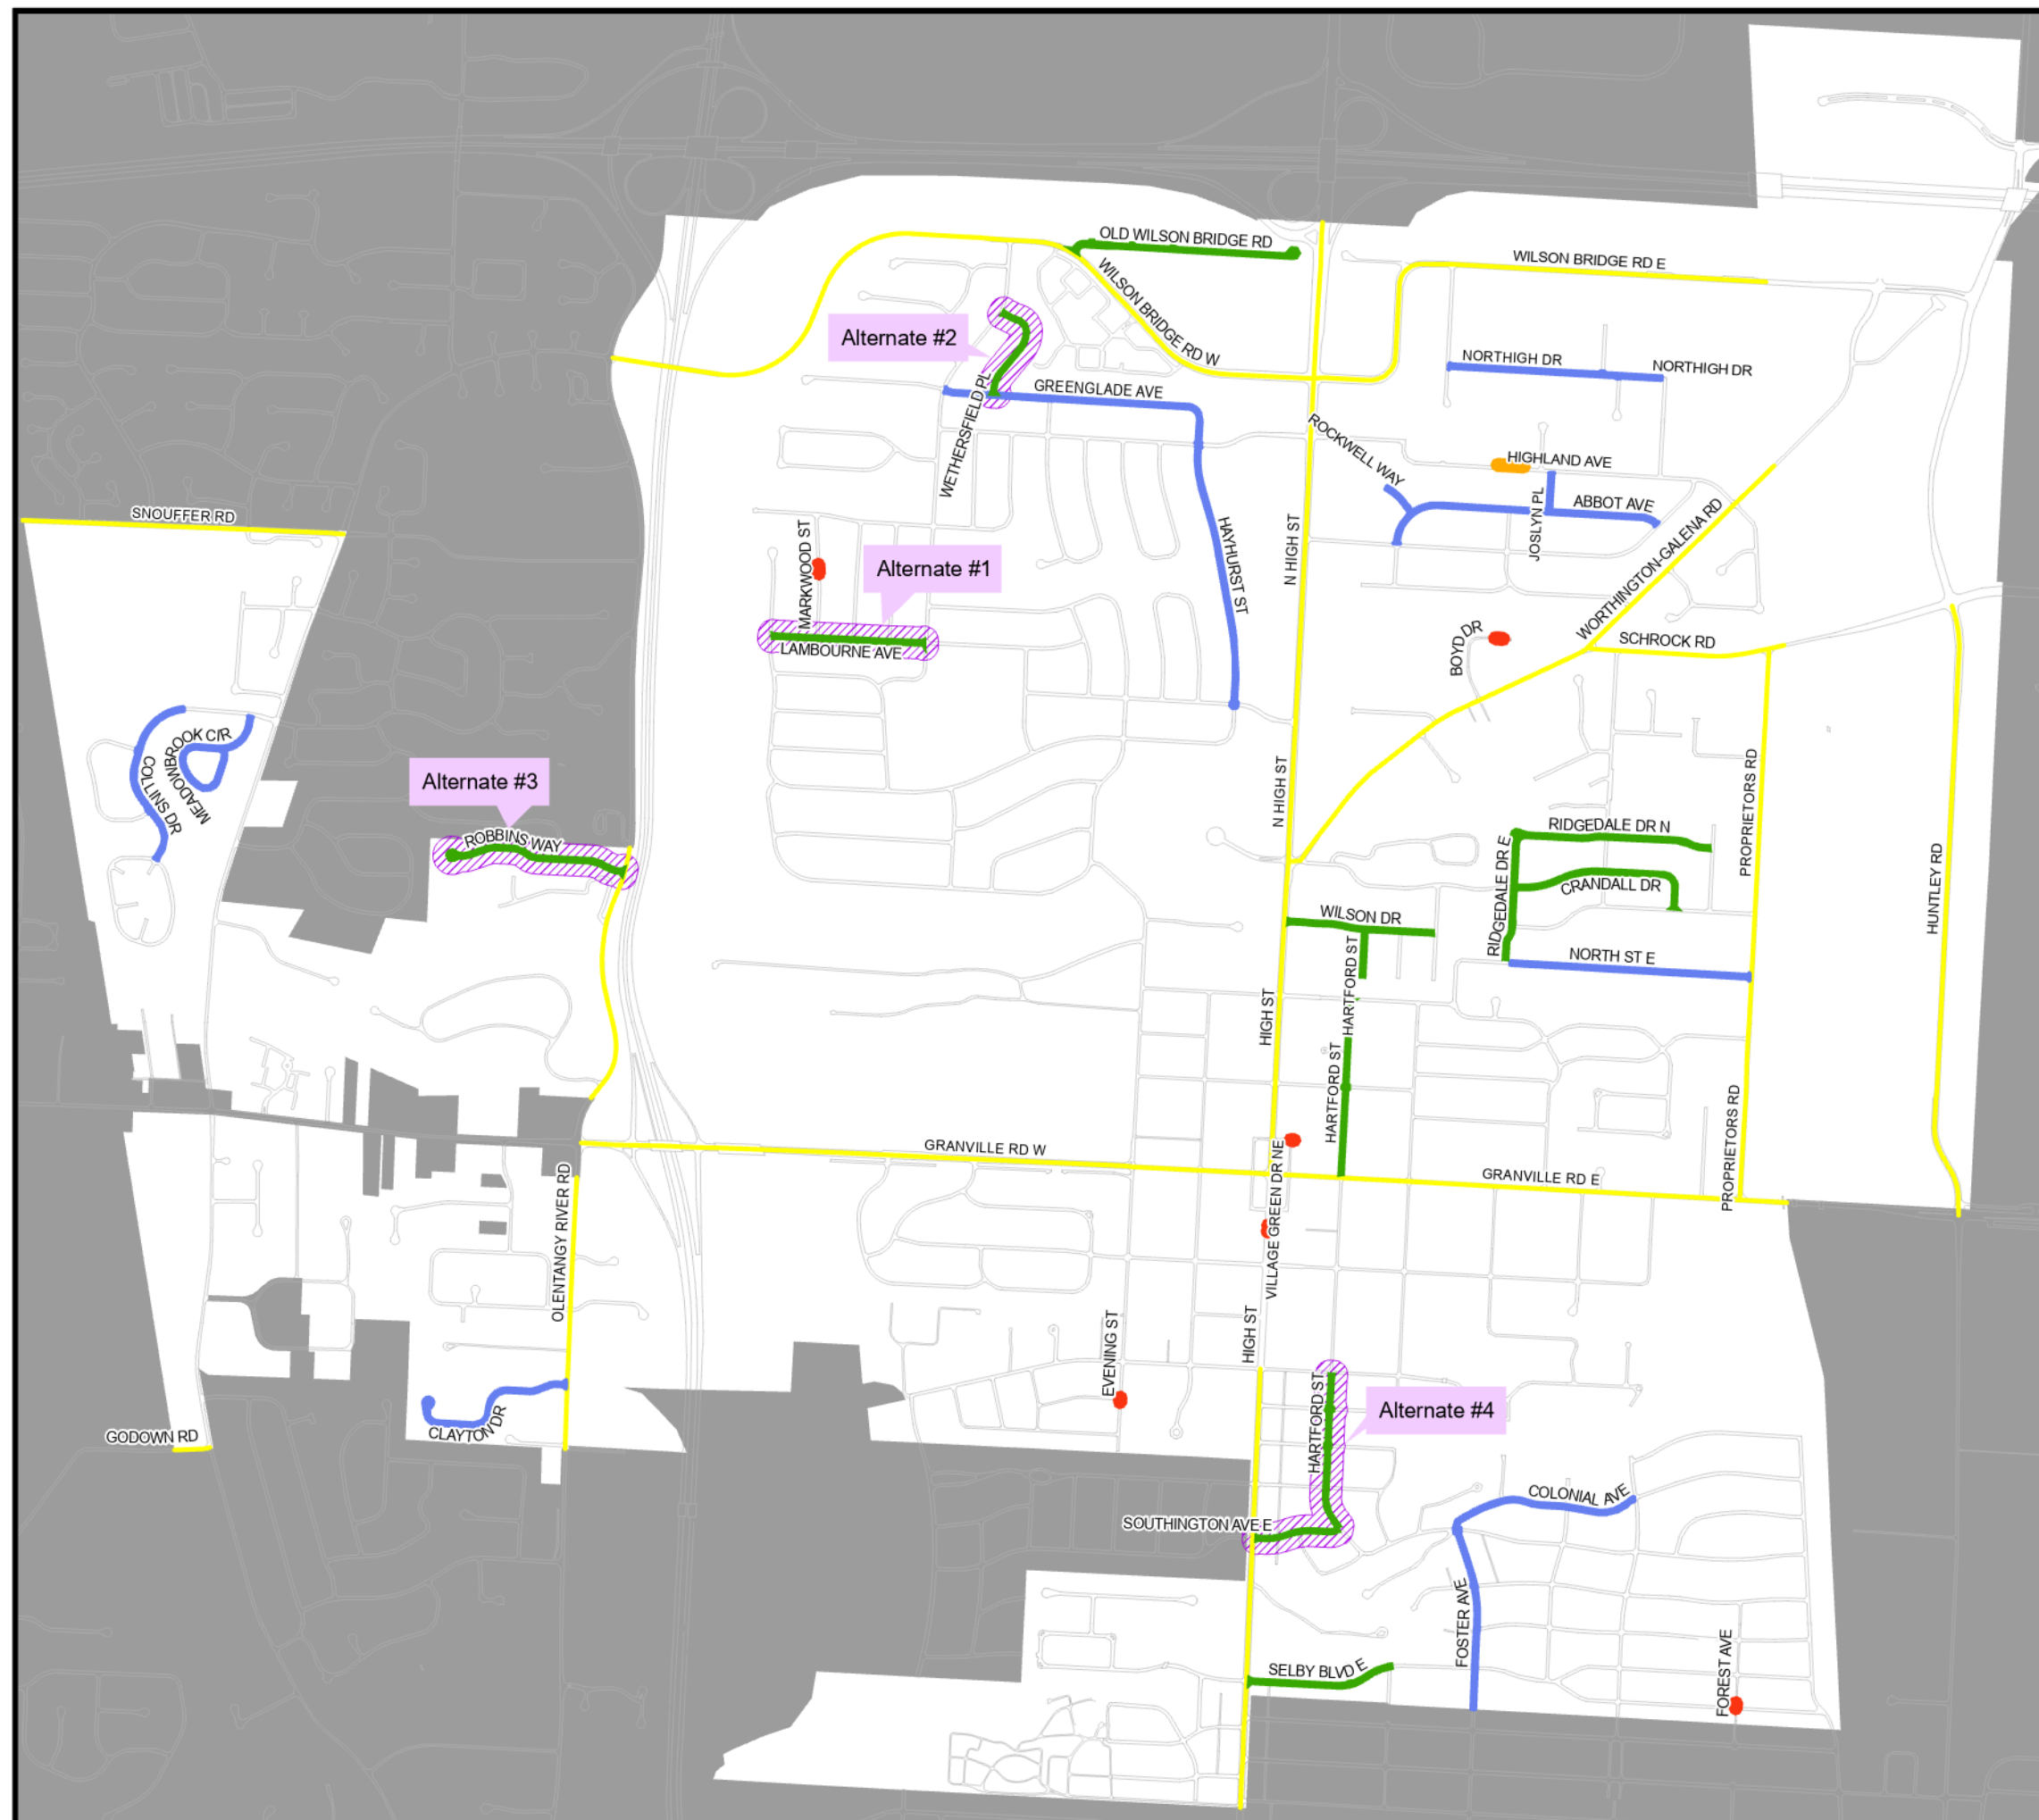 OLD WILSON BRIDGE RD
WILSON BRIDGE RD E
WILSON BRIDGE RD W
Alternate #2
NORTHIGH DR
NORTHIGH DR
GREENGLADE AVE
WETHERSFIELD PL
ROCKWELL WAY
HIGHLAND AVE
ABBOT AVE
JOSLYN PL
SNOUFFER RD
N HIGH ST
HAYHURST ST
MARKWOOD ST
Alternate #1
WORTHINGTON-GALENA RD
BOYD DR
SCHROCK RD
LAMBOURNE AVE
MEADOWBROOK CIR
COLLINS DR
Alternate #3
N HIGH ST
PROPRIETORS RD
ROBBINS WAY
RIDGEDALE DR N
RIDGEDALE DR E
CRANDALL DR
HUNTLEY RD
WILSON DR
HARTFORD ST
NORTH ST E
HIGH ST
HARTFORD ST
PROPRIETORS RD
GRANVILLE RD W
VILLAGE GREEN DR NE
GRANVILLE RD E
OLENTANGY RIVER RD
EVENING ST
HIGH ST
HARTFORD ST
Alternate #4
GODOWN RD
CLAYTON DR
COLONIAL AVE
SOUTHINGTON AVE E
FOSTER AVE
SELBY BLVD E
FOREST AVE